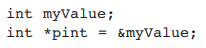 int myValue;
int *pint = &myValue;